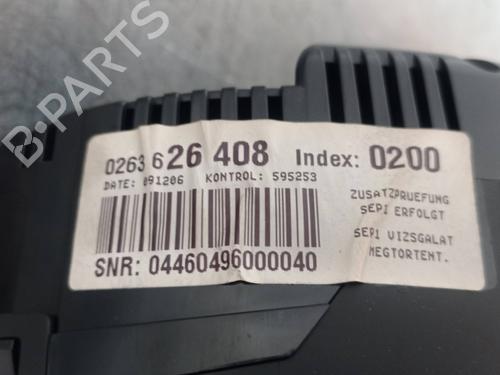 B-PARTS
0263 626 408 Index: 0200
DATE: 091206 KONTROL: 595253
ZUSATZPRUEFUNG
SEPI ERFOLGT
SEPI VIZSGALAT
MEGTORTENT.
SNR: 04460496000040